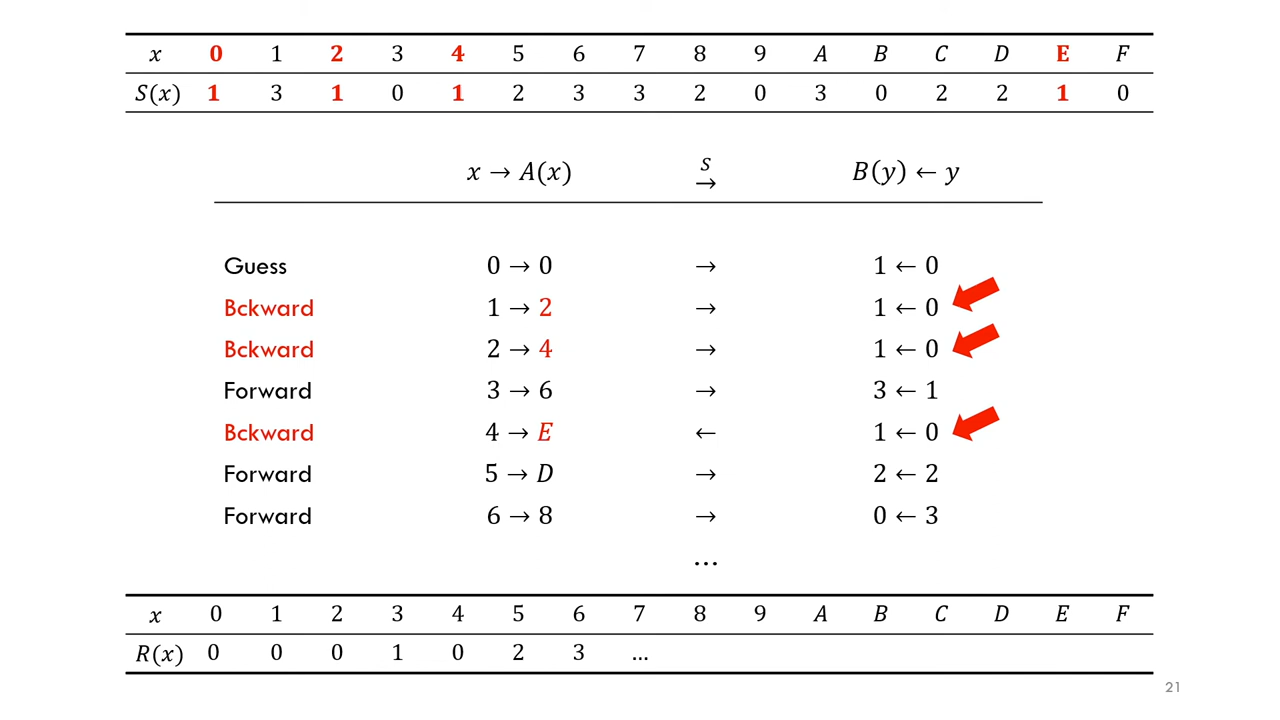 x 0 1 2 3 4 5 6 7 8 9 A B C D E F
S(x) 1 3 1 0 1 2 3 3 2 0 3 0 2 2 1 0
x → A(x) S → B(y) ← y
Guess 0 → 0 → 1 ← 0
Bckward 1 → 2 → 1 ← 0
Bckward 2 → 4 → 1 ← 0
Forward 3 → 6 → 3 ← 1
Bckward 4 → E ← 1 ← 0
Forward 5 → D → 2 ← 2
Forward 6 → 8 → 0 ← 3
...
x 0 1 2 3 4 5 6 7 8 9 A B C D E F
R(x) 0 0 0 1 0 2 3 ...
21